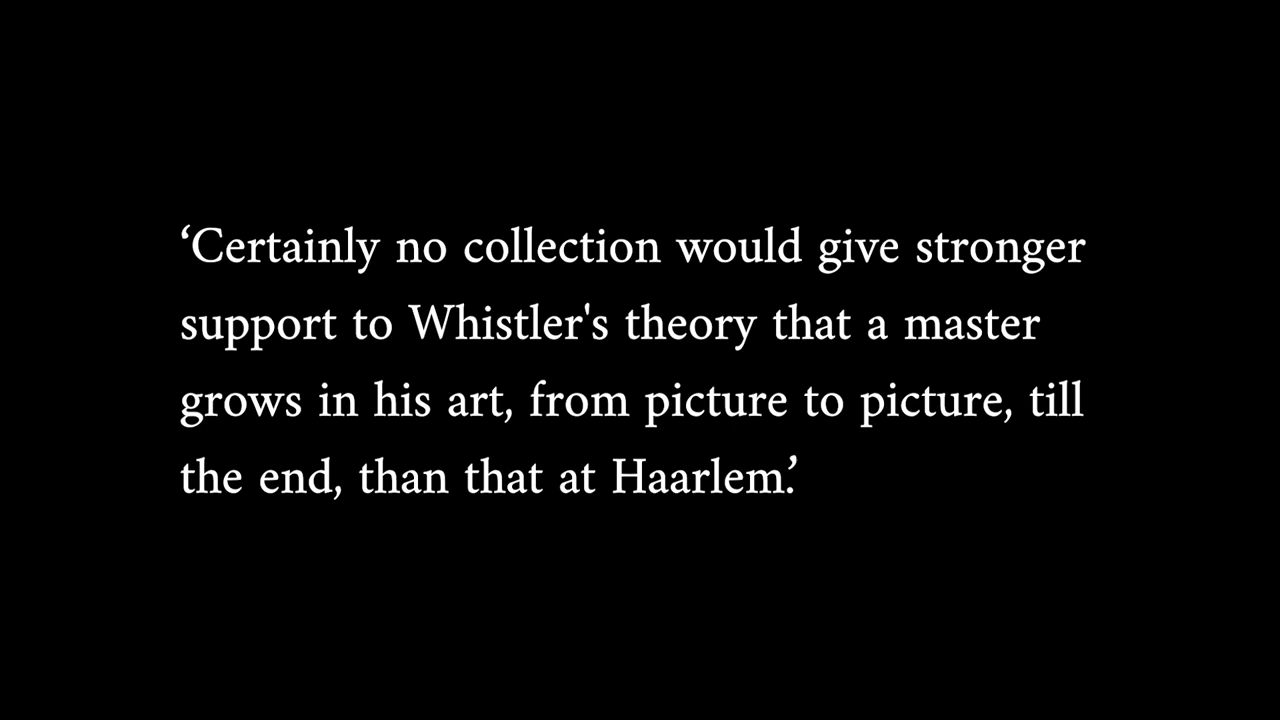 ‘Certainly no collection would give stronger
support to Whistler's theory that a master
grows in his art, from picture to picture, till
the end, than that at Haarlem.’